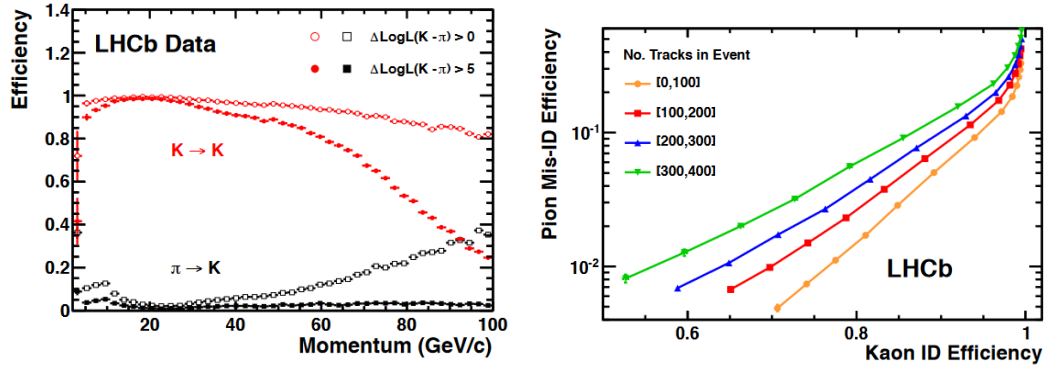 1.4
1.2
1
0.8
0.6
0.4
0.2
0
Efficiency
LHCb Data
ΔLogL(K - π) > 0
ΔLogL(K - π) > 5
K → K
π → K
20 40 60 80 100
Momentum (GeV/c)
Pion Mis-ID Efficiency
10⁻¹
10⁻²
No. Tracks in Event
[0,100]
[100,200]
[200,300]
[300,400]
LHCb
0.6 0.8 1
Kaon ID Efficiency